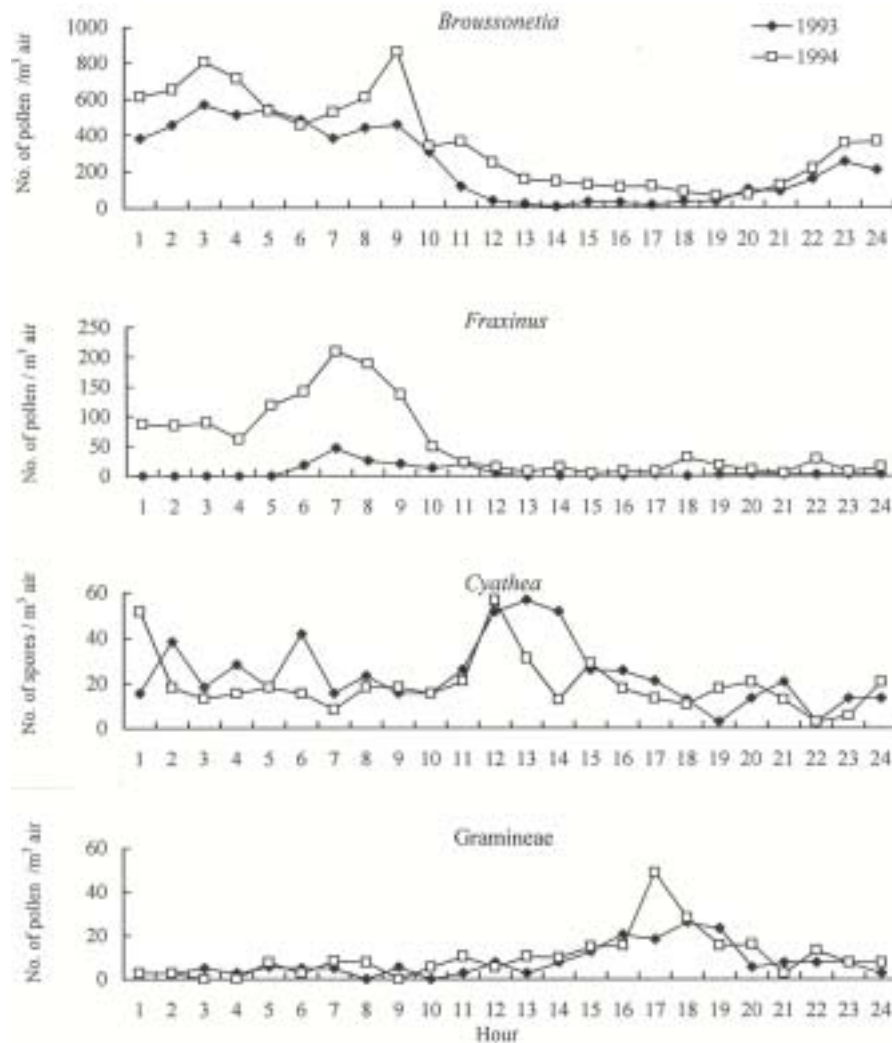 Broussonetia
1993
1994
No. of pollen /m³ air
1000
800
600
400
200
0
1 2 3 4 5 6 7 8 9 10 11 12 13 14 15 16 17 18 19 20 21 22 23 24
Fraxinus
No. of pollen / m³ air
250
200
150
100
50
0
1 2 3 4 5 6 7 8 9 10 11 12 13 14 15 16 17 18 19 20 21 22 23 24
Cyathea
No. of spores / m³ air
60
40
20
0
1 2 3 4 5 6 7 8 9 10 11 12 13 14 15 16 17 18 19 20 21 22 23 24
Gramineae
No. of pollen /m³ air
60
40
20
0
1 2 3 4 5 6 7 8 9 10 11 12 13 14 15 16 17 18 19 20 21 22 23 24
Hour